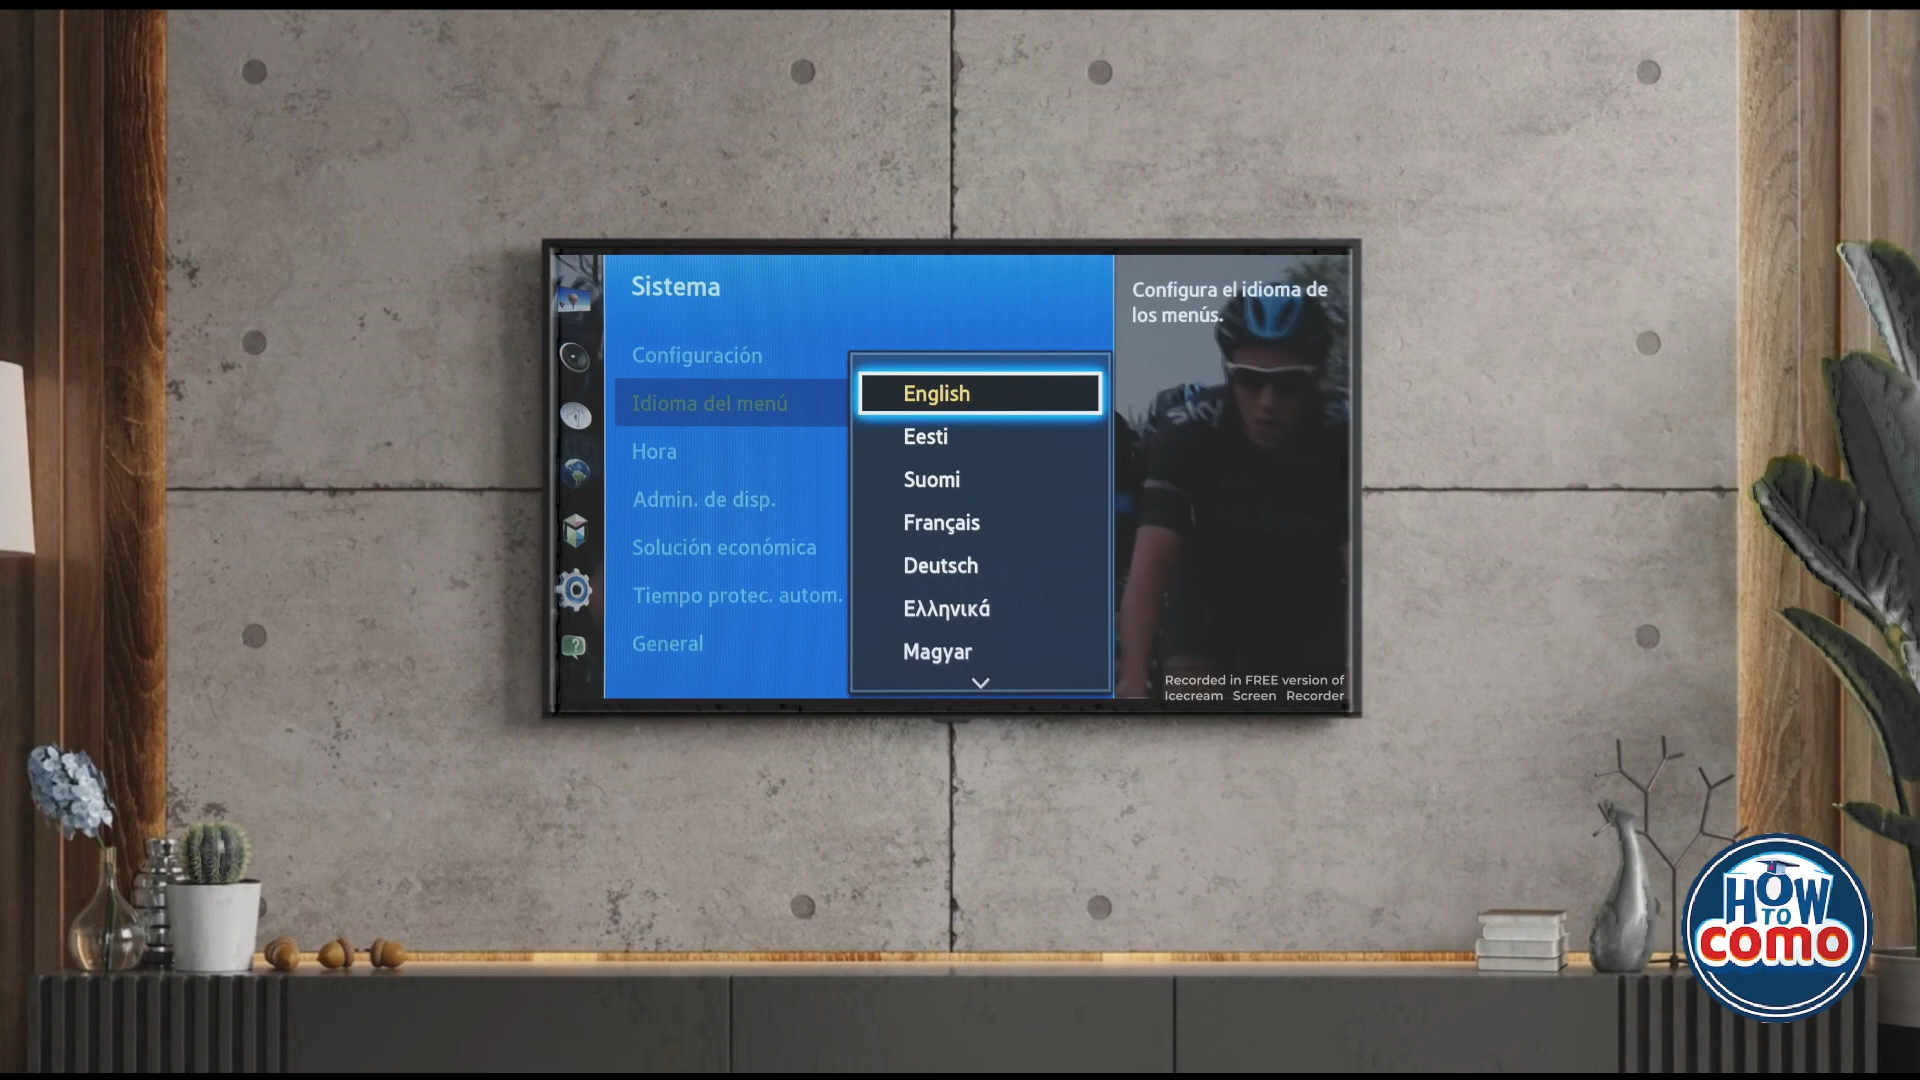 Sistema
Configuración
Idioma del menú
Hora
Admin. de disp.
Solución económica
Tiempo protec. autom.
General
English
Eesti
Suomi
Français
Deutsch
Ελληνικά
Magyar
Configura el idioma de
los menús.
sky
Recorded in FREE version of
Icecream Screen Recorder
HOW
TO
COMO